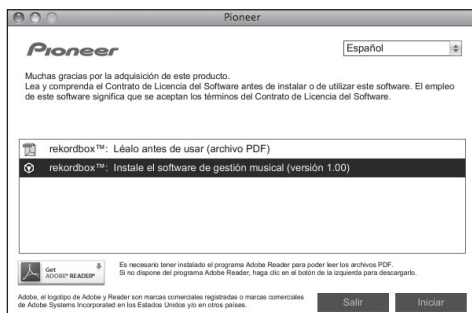 Pioneer
Pioneer
Español
Muchas gracias por la adquisición de este producto.
Lea y comprenda el Contrato de Licencia del Software antes de instalar o de utilizar este software. El empleo
de este software significa que se aceptan los términos del Contrato de Licencia del Software.
rekordbox™: Léalo antes de usar (archivo PDF)
rekordbox™: Instale el software de gestión musical (versión 1.00)
Get
ADOBE® READER®
Es necesario tener instalado el programa Adobe Reader para poder leer los archivos PDF.
Si no dispone del programa Adobe Reader, haga clic en el botón de la izquierda para descargarlo.
Adobe, el logotipo de Adobe y Reader son marcas comerciales registradas o marcas comerciales
de Adobe Systems Incorporated en los Estados Unidos y/o en otros países.
Salir
Iniciar